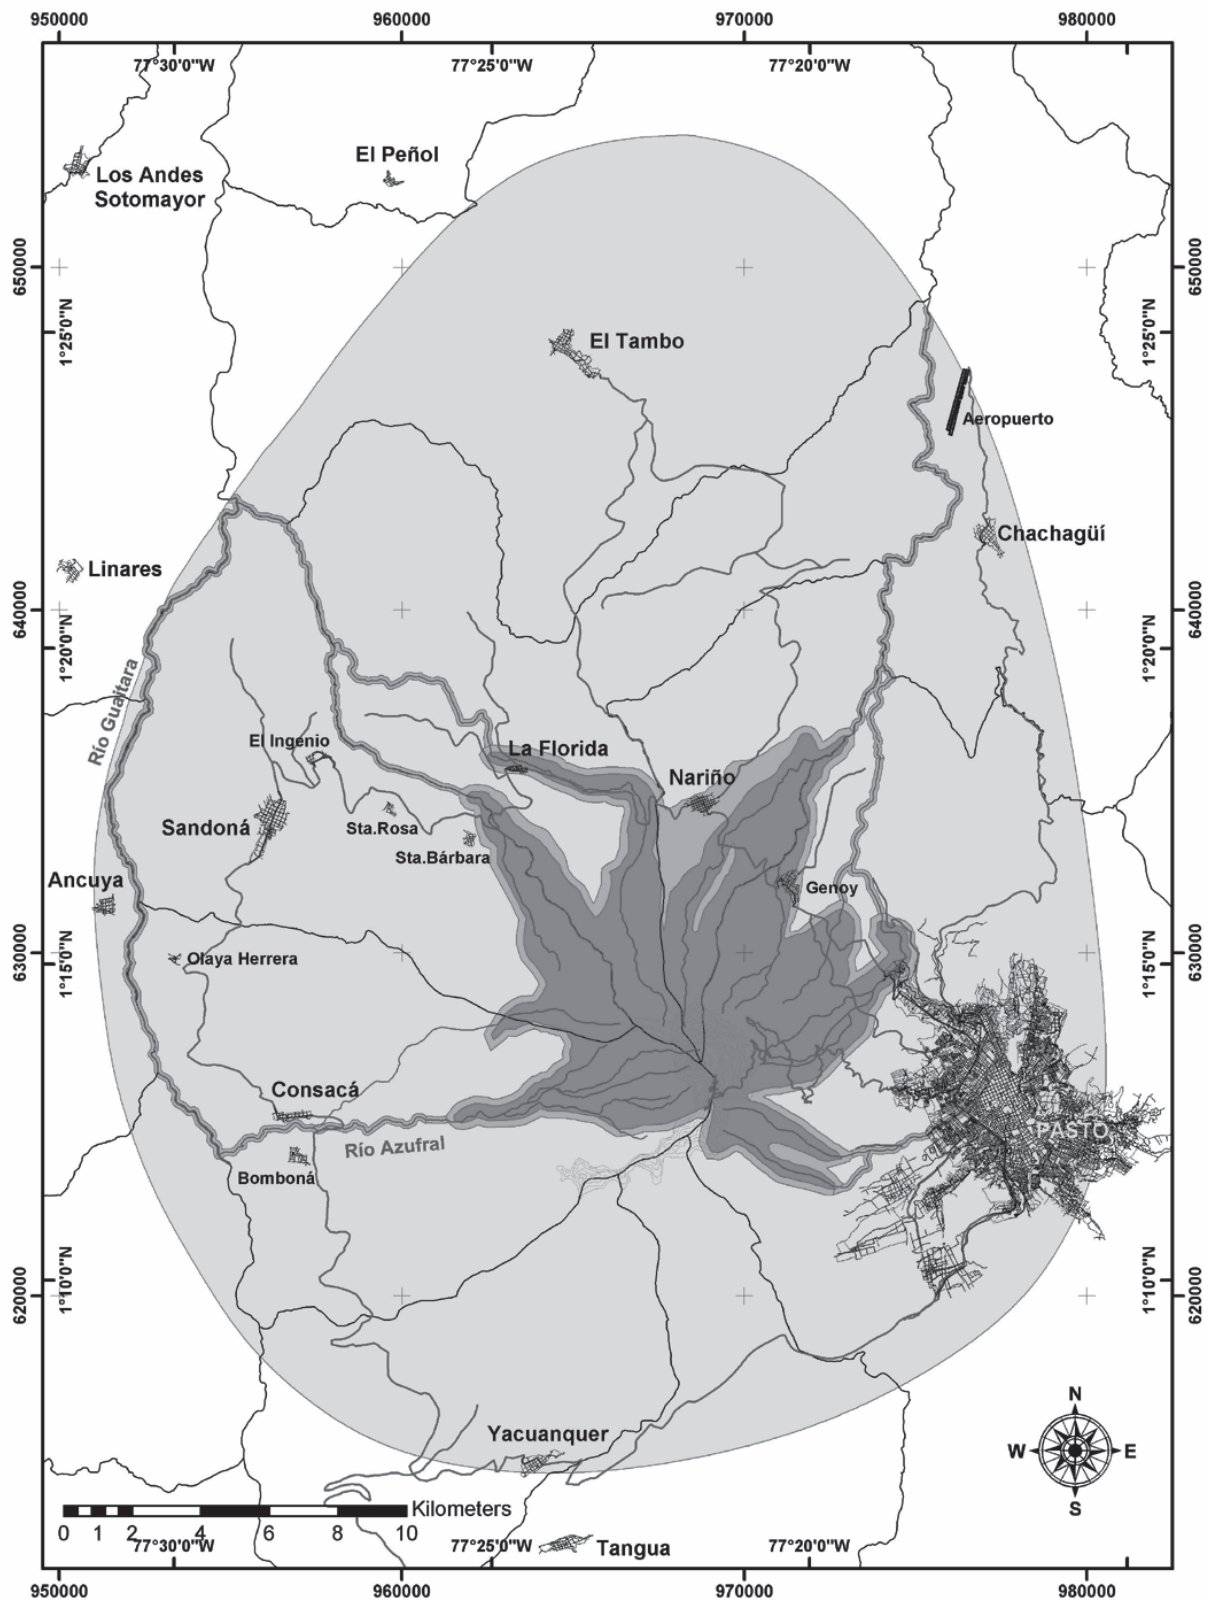 950000 960000 970000 980000
77°30'0"W 77°25'0"W 77°20'0"W
El Peñol
Los Andes
Sotomayor
650000 650000
1°25'0"N 1°25'0"N
El Tambo
Aeropuerto
Chachagüí
Linares
640000 640000
1°20'0"N 1°20'0"N
Río Guaitara
El Ingenio
La Florida
Nariño
Sandoná
Sta.Rosa
Sta.Bárbara
Ancuya
Genoy
630000 630000
1°15'0"N 1°15'0"N
Olaya Herrera
Consacá
PASTO
Río Azufral
Bomboná
620000 620000
1°10'0"N 1°10'0"N
N
W E
S
Yacuanquer
Kilometers
0 1 2 4 6 8 10
77°30'0"W 77°25'0"W 77°20'0"W
Tangua
950000 960000 970000 980000